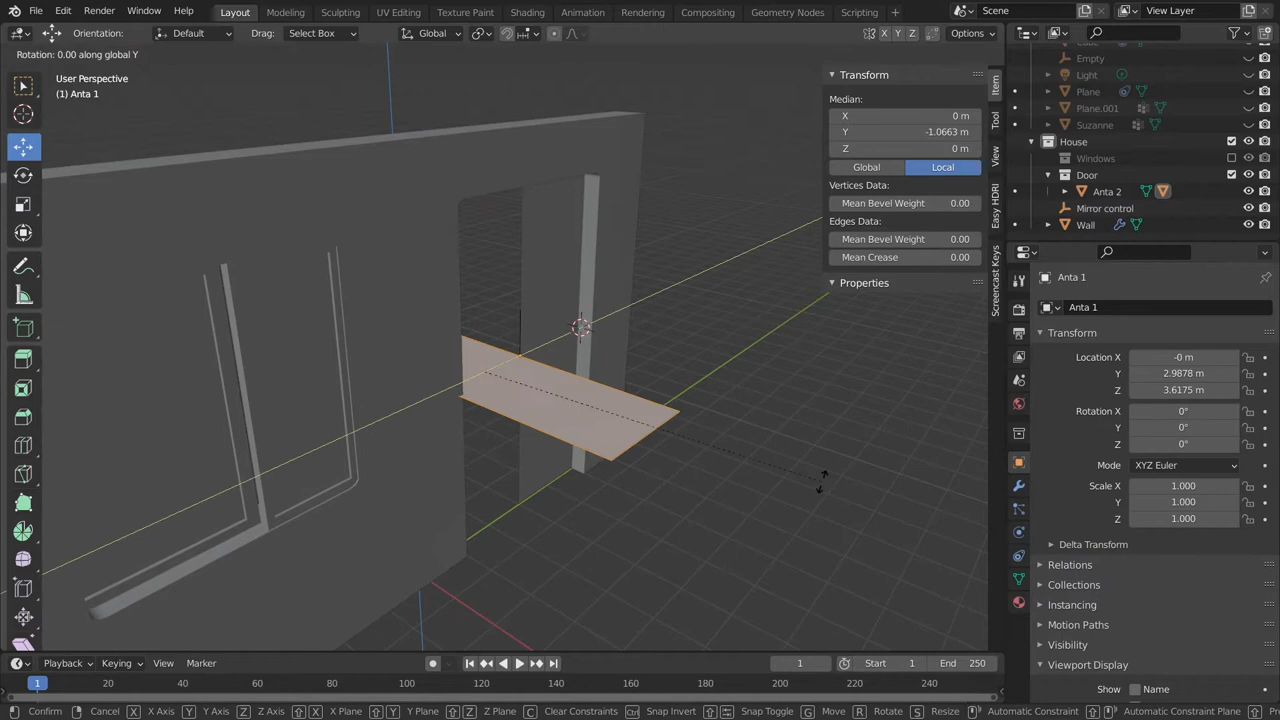 File Edit Render Window Help Layout Modeling Sculpting UV Editing Texture Paint Shading Animation Rendering Compositing Geometry Nodes Scripting + Scene View Layer
Orientation: Default Drag: Select Box Global X Y Z Options
Rotation: 0.00 along global Y
User Perspective
(1) Anta 1
Transform
Median:
X 0 m
Y -1.0663 m
Z 0 m
Global Local
Vertices Data:
Mean Bevel Weight 0.00
Edges Data:
Mean Bevel Weight 0.00
Mean Crease 0.00
Properties
Item
Tool
View
Easy HDRI
Screencast Keys
Empty
Light
Plane
Plane.001
Suzanne
House
Windows
Door
Anta 2
Mirror control
Wall
Anta 1
Anta 1
Transform
Location X -0 m
Y 2.9878 m
Z 3.6175 m
Rotation X 0°
Y 0°
Z 0°
Mode XYZ Euler
Scale X 1.000
Y 1.000
Z 1.000
Delta Transform
Relations
Collections
Instancing
Motion Paths
Visibility
Viewport Display
Show Name
Playback Keying View Marker 1 Start 1 End 250
1 20 40 60 80 100 120 140 160 180 200 220 240
Confirm Cancel X X Axis Y Y Axis Z Z Axis X X Plane Y Y Plane Z Z Plane C Clear Constraints Ctrl Snap Invert Snap Toggle G Move R Rotate S Resize Automatic Constraint Automatic Constraint Pr